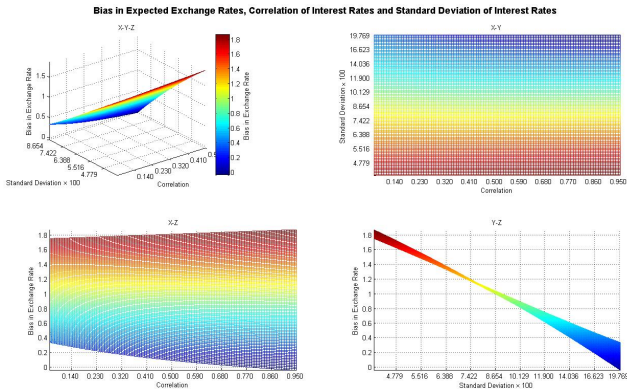 Bias in Expected Exchange Rates, Correlation of Interest Rates and Standard Deviation of Interest Rates
X-Y-Z
1.5
1
0.5
0
Bias in Exchange Rate
8.654
7.422
6.388
5.516
4.779
Standard Deviation × 100
0.140
0.230
0.320
0.410
Correlation
1.8
1.6
1.4
1.2
1
0.8
0.6
0.4
0.2
0
Bias in Exchange Rate
X-Y
19.769
16.623
14.036
11.900
10.129
8.654
7.422
6.388
5.516
4.779
Standard Deviation × 100
0.140 0.230 0.320 0.410 0.500 0.590 0.680 0.770 0.860 0.950
Correlation
X-Z
1.8
1.6
1.4
1.2
1
0.8
0.6
0.4
0.2
0
Bias in Exchange Rate
0.140 0.230 0.320 0.410 0.500 0.590 0.680 0.770 0.860 0.950
Correlation
Y-Z
1.8
1.6
1.4
1.2
1
0.8
0.6
0.4
0.2
0
Bias in Exchange Rate
4.779 5.516 6.388 7.422 8.654 10.129 11.900 14.036 16.623 19.769
Standard Deviation × 100